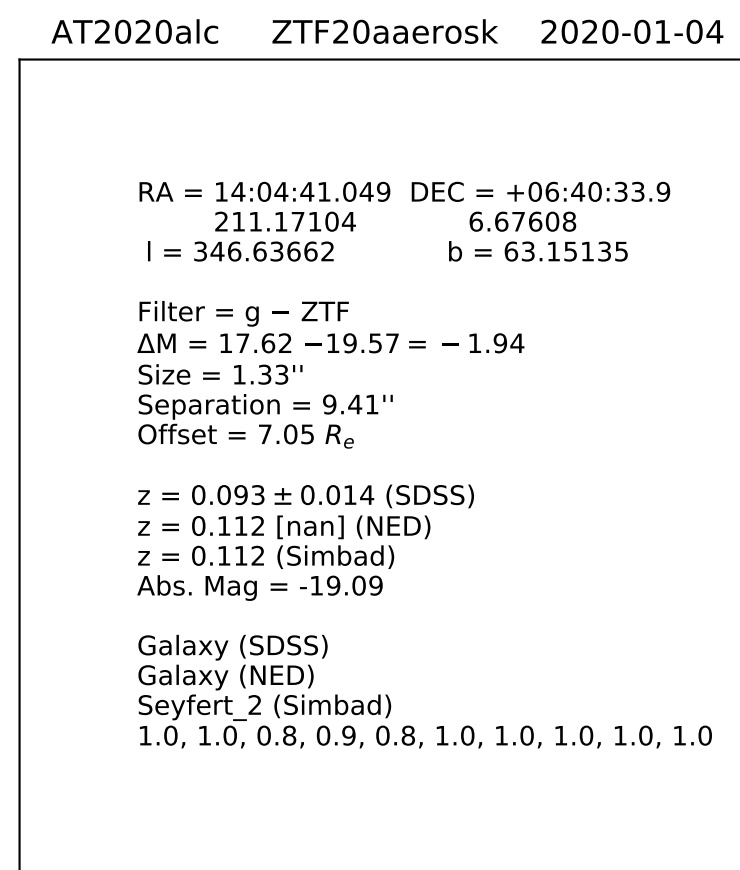 AT2020alc ZTF20aaerosk 2020-01-04
RA = 14:04:41.049 DEC = +06:40:33.9
211.17104 6.67608
l = 346.63662 b = 63.15135
Filter = g − ZTF
ΔM = 17.62 −19.57 = − 1.94
Size = 1.33''
Separation = 9.41''
Offset = 7.05 Re
z = 0.093 ± 0.014 (SDSS)
z = 0.112 [nan] (NED)
z = 0.112 (Simbad)
Abs. Mag = -19.09
Galaxy (SDSS)
Galaxy (NED)
Seyfert_2 (Simbad)
1.0, 1.0, 0.8, 0.9, 0.8, 1.0, 1.0, 1.0, 1.0, 1.0